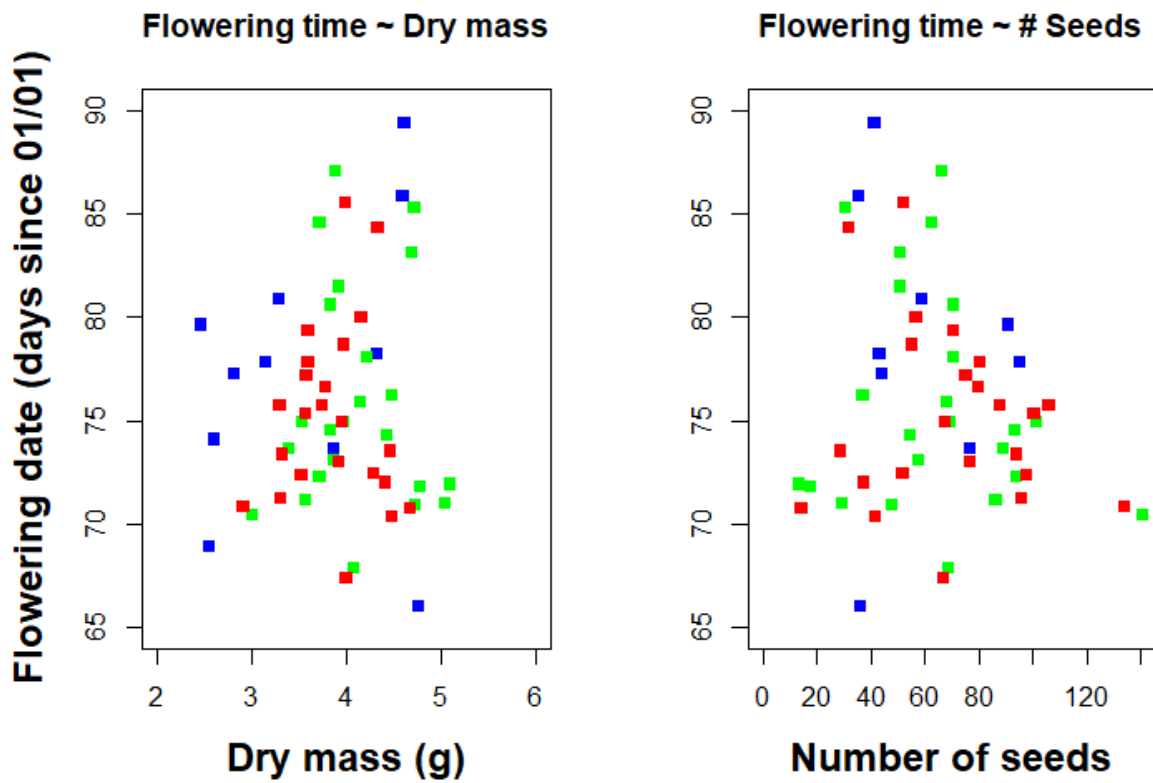 Flowering time ~ Dry mass
Flowering time ~ # Seeds
Flowering date (days since 01/01)
90
85
80
75
70
65
2 3 4 5 6
Dry mass (g)
90
85
80
75
70
65
0 20 40 60 80 120
Number of seeds